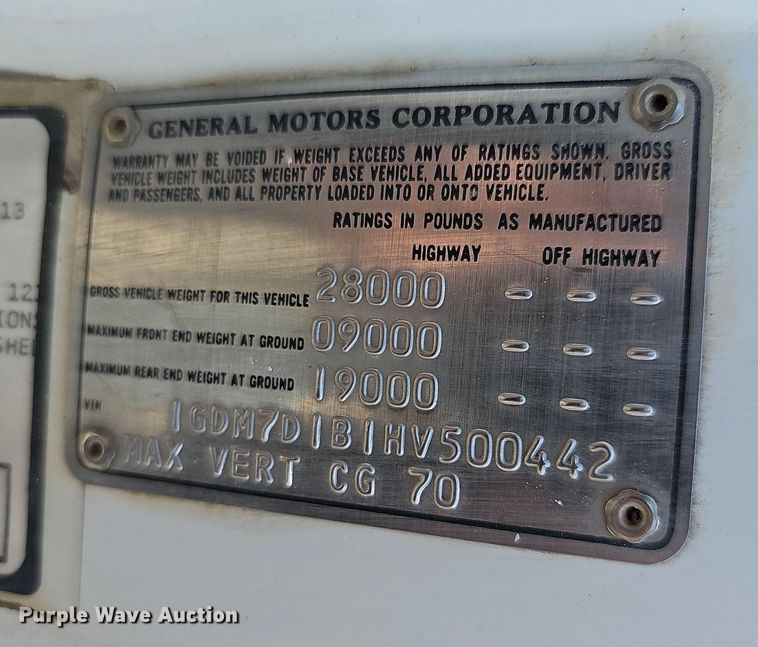 GENERAL MOTORS CORPORATION
WARRANTY MAY BE VOIDED IF WEIGHT EXCEEDS ANY OF RATINGS SHOWN. GROSS
VEHICLE WEIGHT INCLUDES WEIGHT OF BASE VEHICLE, ALL ADDED EQUIPMENT, DRIVER
AND PASSENGERS, AND ALL PROPERTY LOADED INTO OR ONTO VEHICLE.
RATINGS IN POUNDS AS MANUFACTURED
HIGHWAY OFF HIGHWAY
GROSS VEHICLE WEIGHT FOR THIS VEHICLE 28000 - - -
MAXIMUM FRONT END WEIGHT AT GROUND 09000 - - -
MAXIMUM REAR END WEIGHT AT GROUND 19000 - - -
VIN 1GDM7D1B1HV500442
MAX VERT CG 70
13
Purple Wave Auction